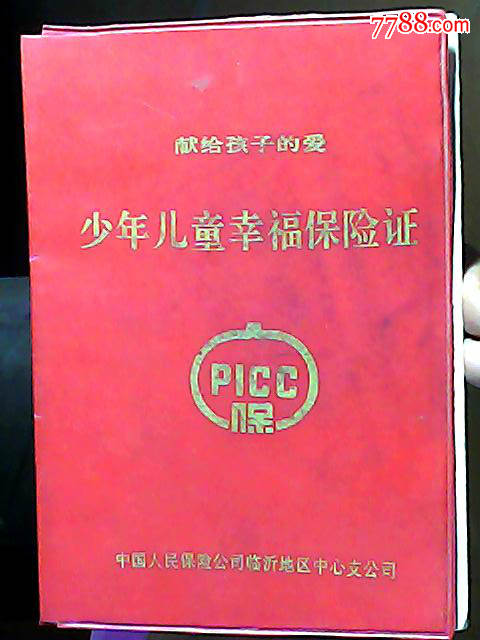 7788.com
献给孩子的爱
少年儿童幸福保险证
PICC
保
中国人民保险公司临沂地区中心支公司